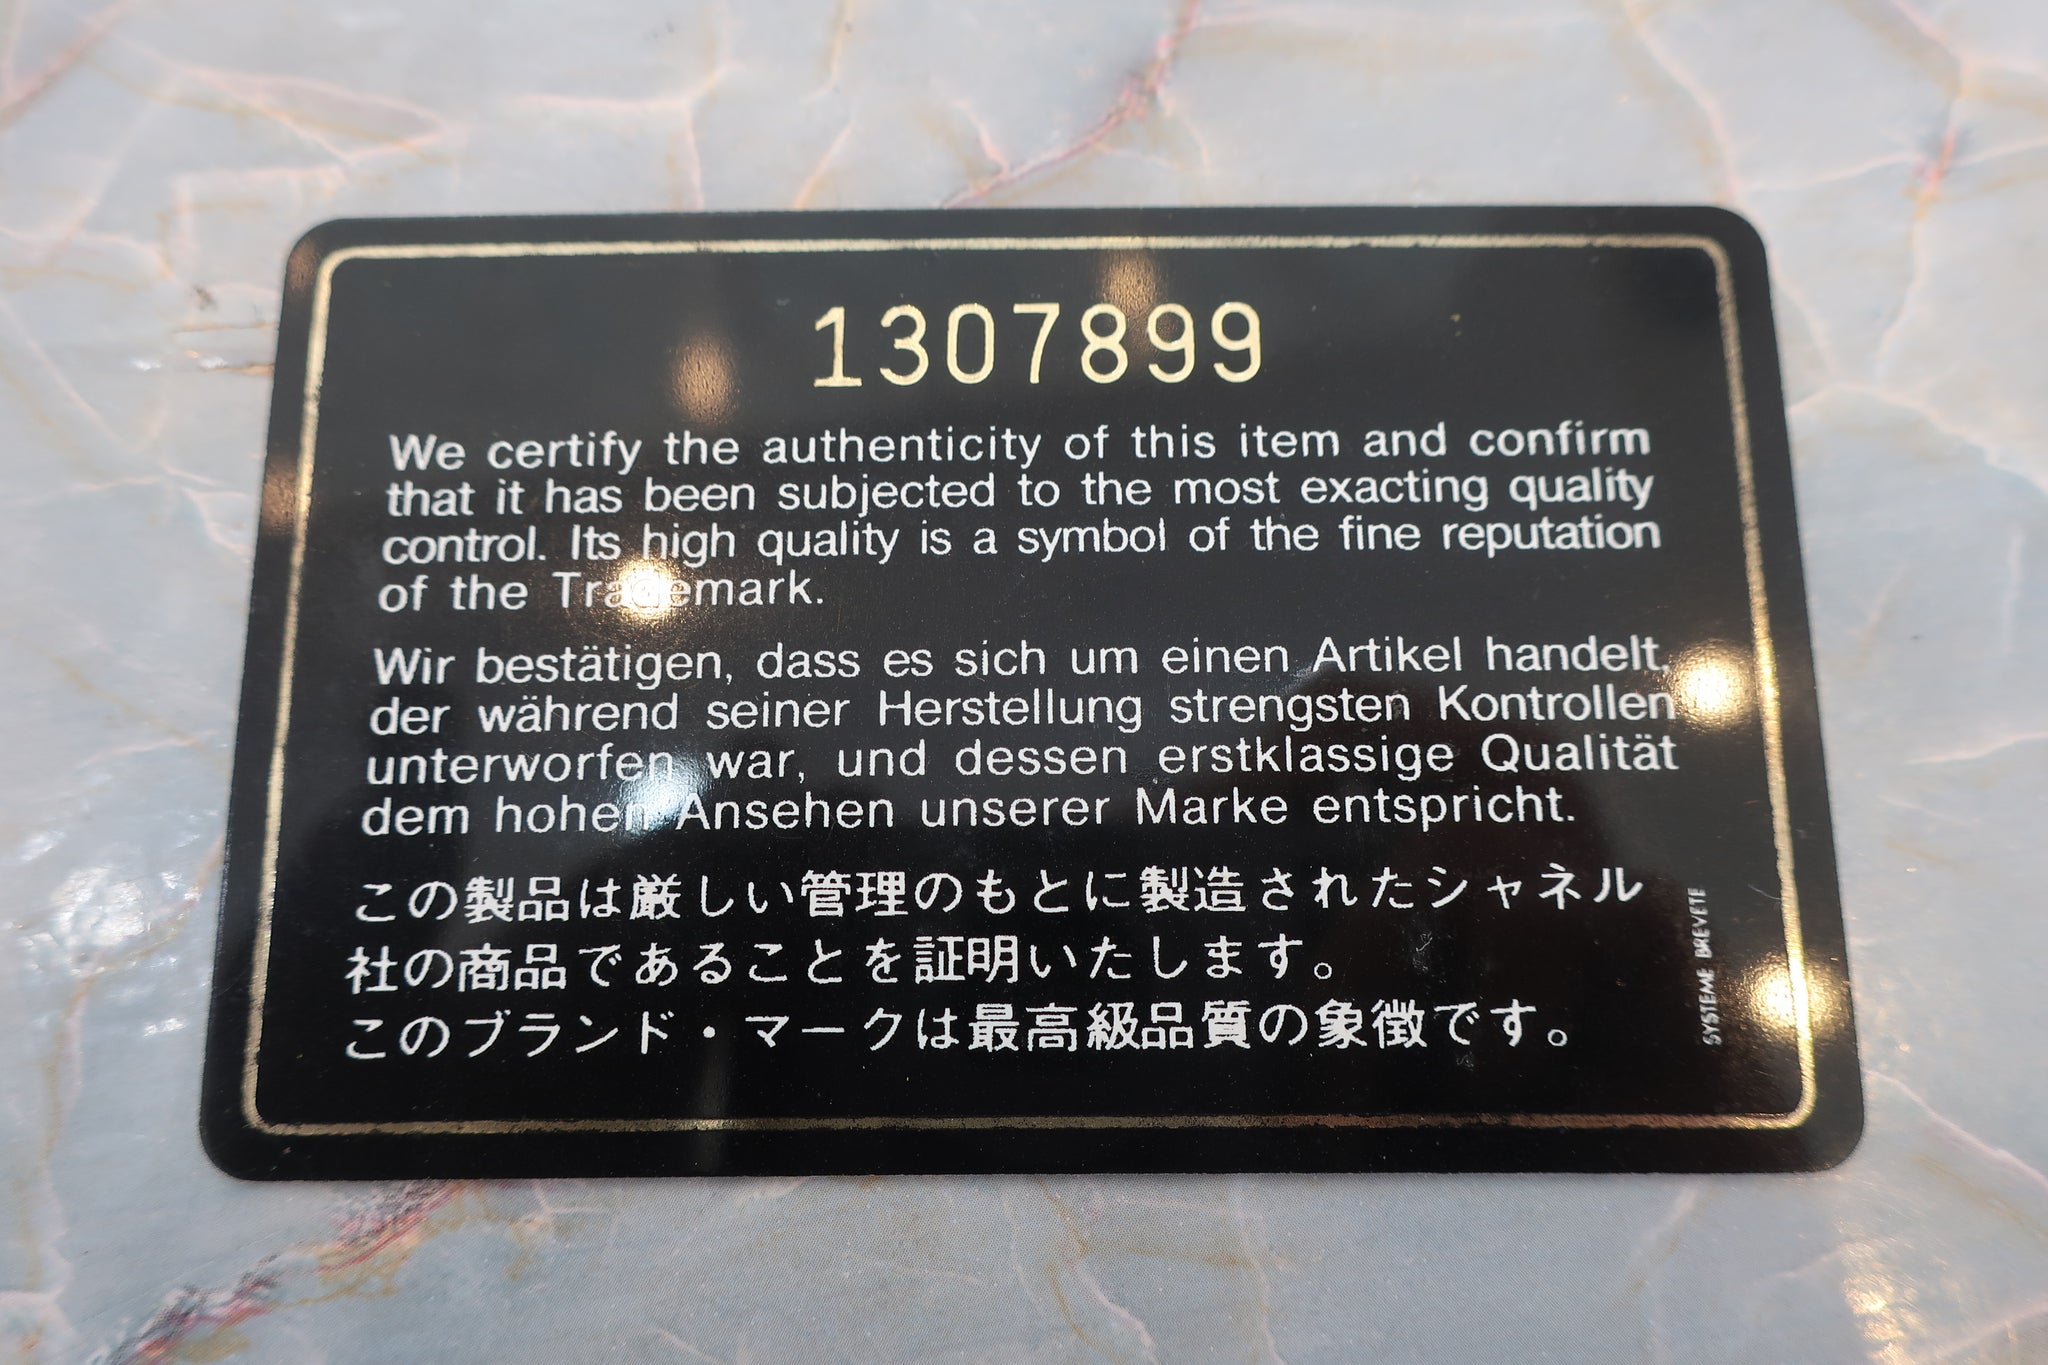 1307899
We certify the authenticity of this item and confirm
that it has been subjected to the most exacting quality
control. Its high quality is a symbol of the fine reputation
of the Trademark.
Wir bestätigen, dass es sich um einen Artikel handelt,
der während seiner Herstellung strengsten Kontrollen
unterworfen war, und dessen erstklassige Qualität
dem hohen Ansehen unserer Marke entspricht.
この製品は厳しい管理のもとに製造されたシャネル
社の商品であることを証明いたします。
このブランド・マークは最高級品質の象徴です。
SYSTEME BREVETE